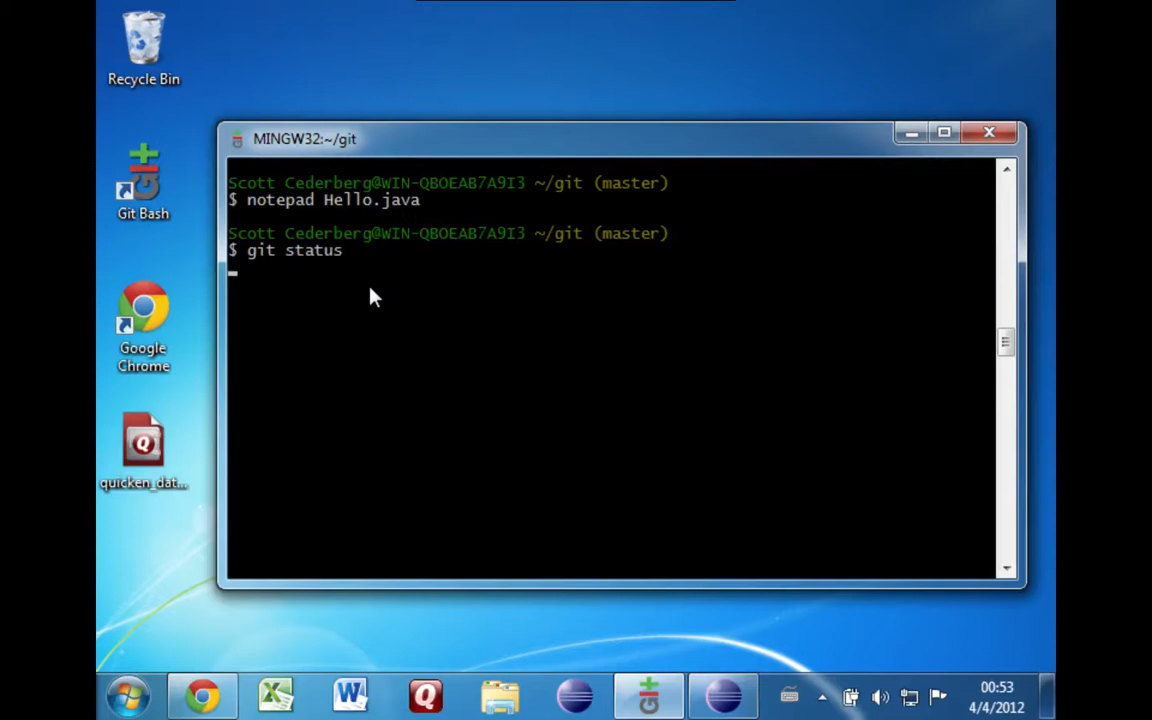 Recycle Bin
Git Bash
Google
Chrome
quicken_dat...
MINGW32:~/git
Scott Cederberg@WIN-QBOEAB7A9I3 ~/git (master)
$ notepad Hello.java
Scott Cederberg@WIN-QBOEAB7A9I3 ~/git (master)
$ git status
00:53
4/4/2012